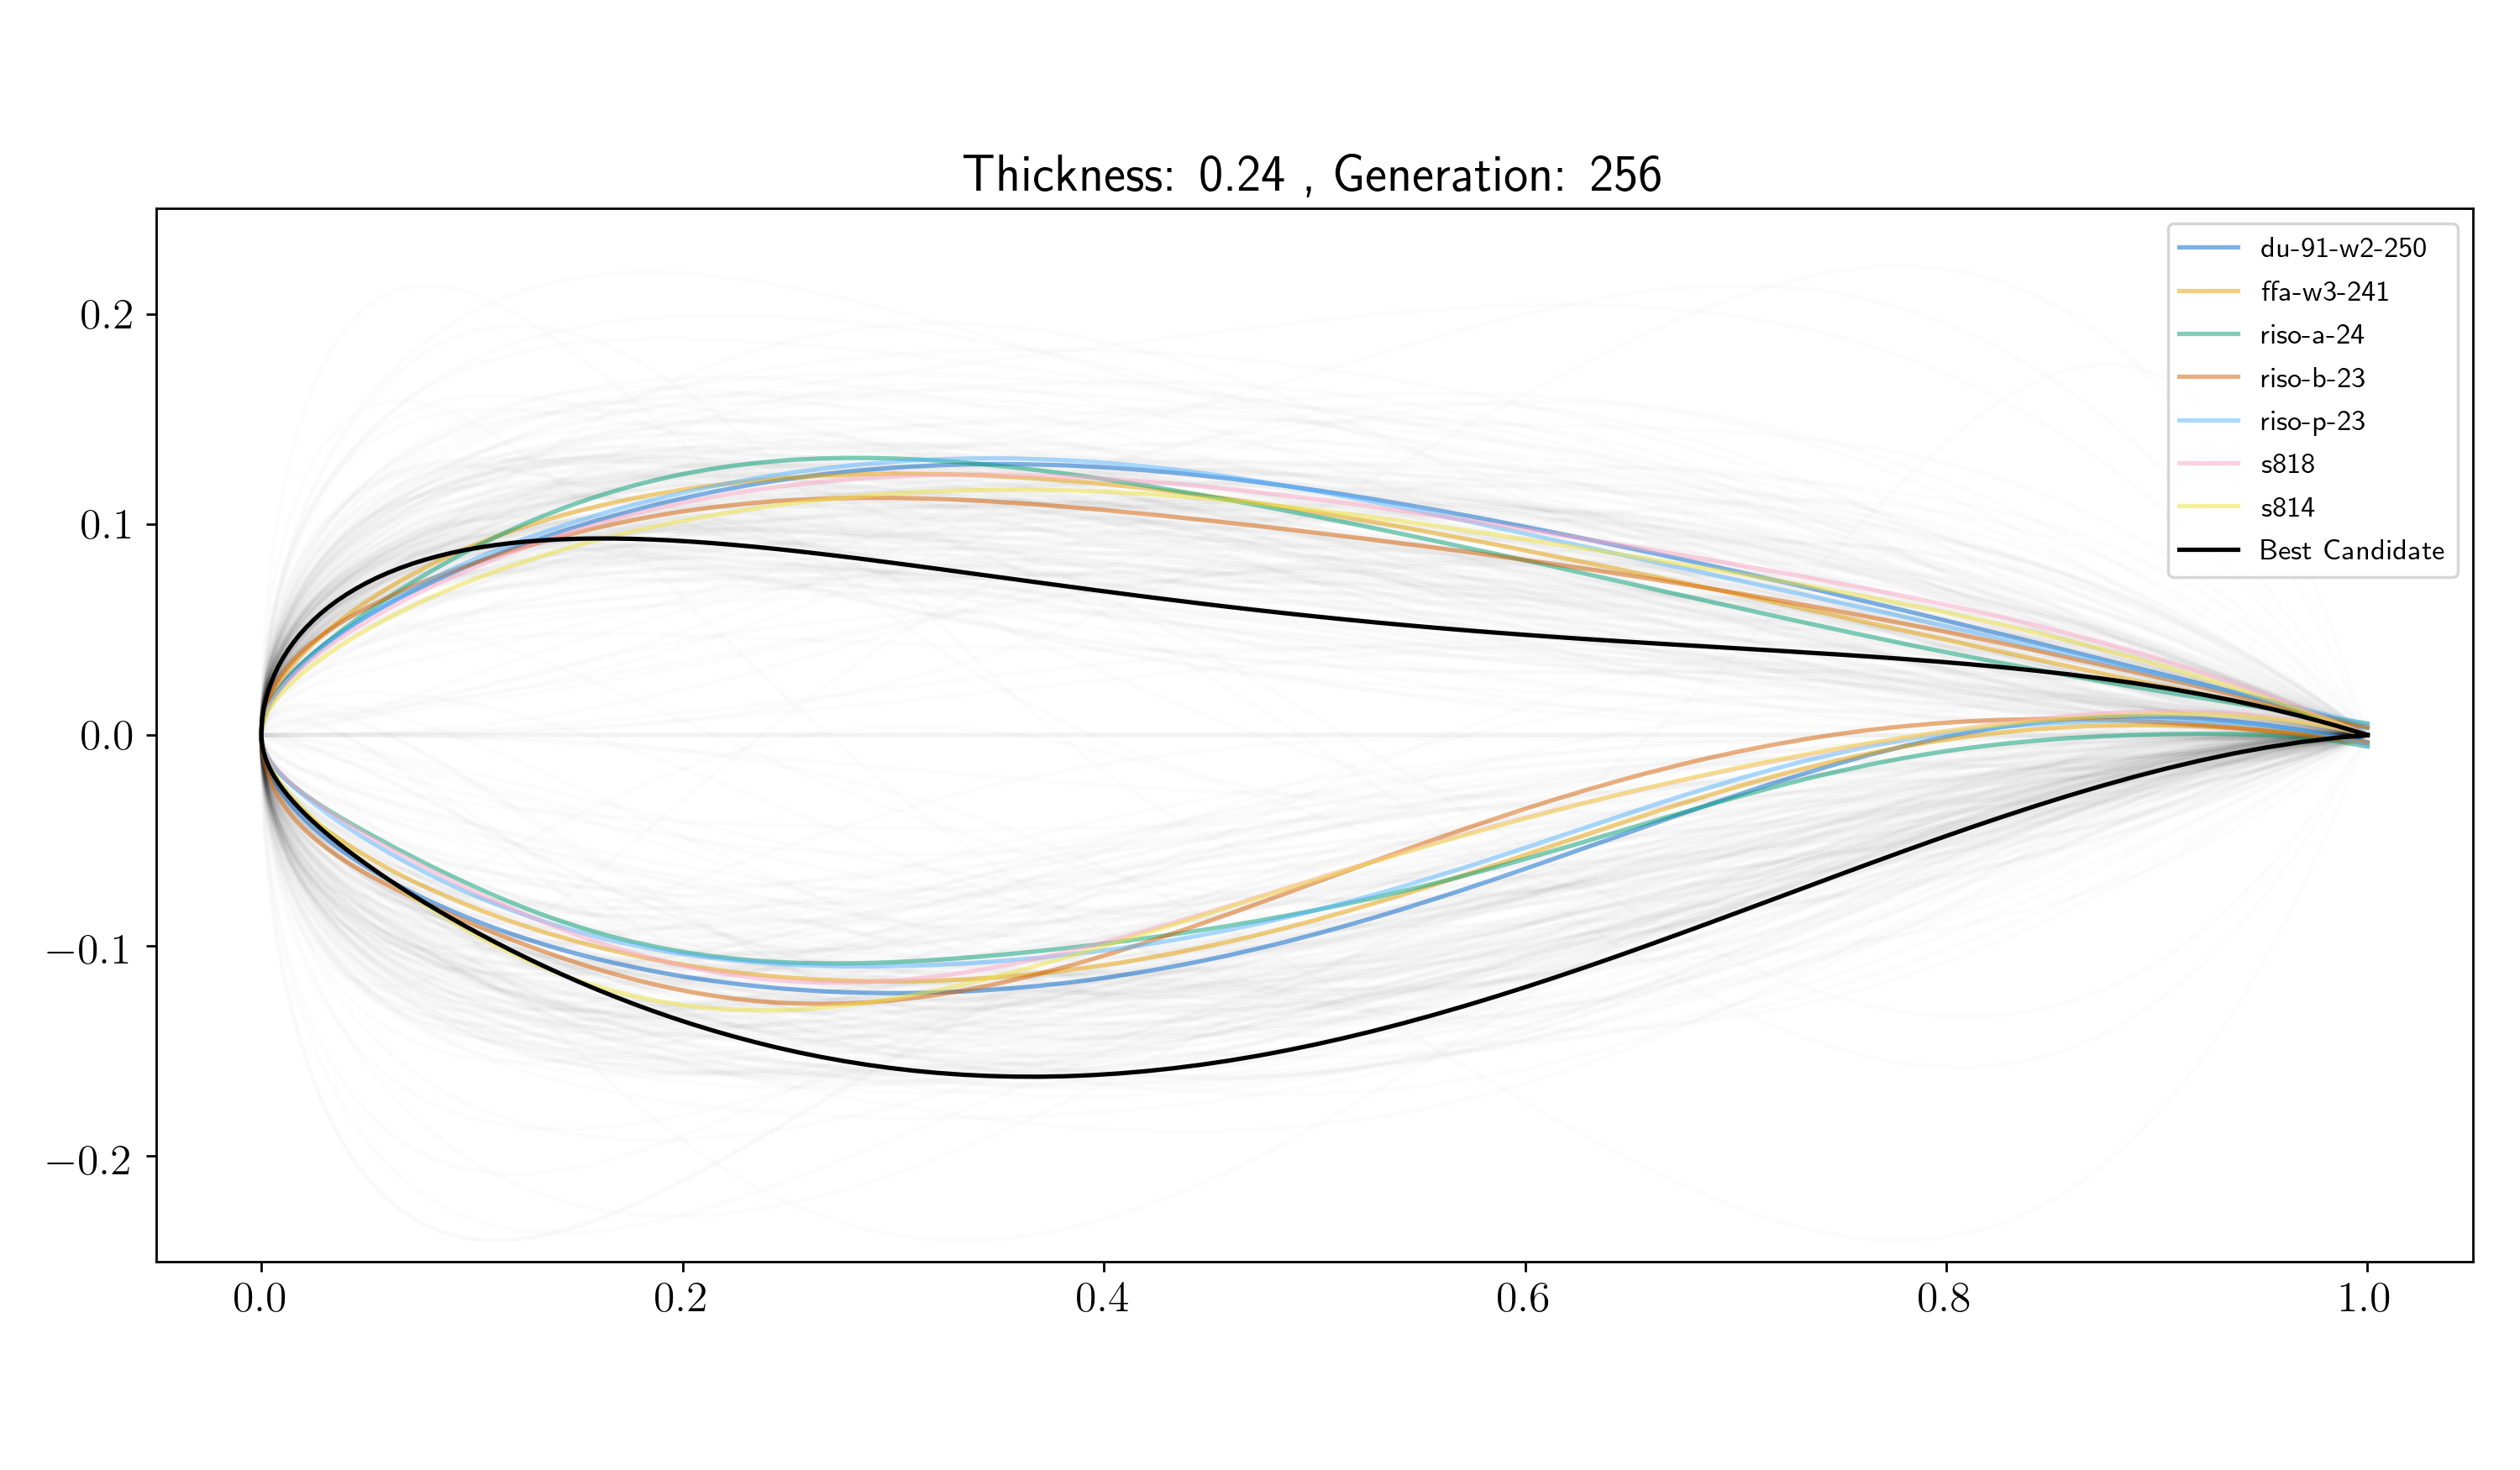 Thickness: 0.24 , Generation: 256
du-91-w2-250
ffa-w3-241
riso-a-24
riso-b-23
riso-p-23
s818
s814
Best Candidate
0.2
0.1
0.0
−0.1
−0.2
0.0 0.2 0.4 0.6 0.8 1.0